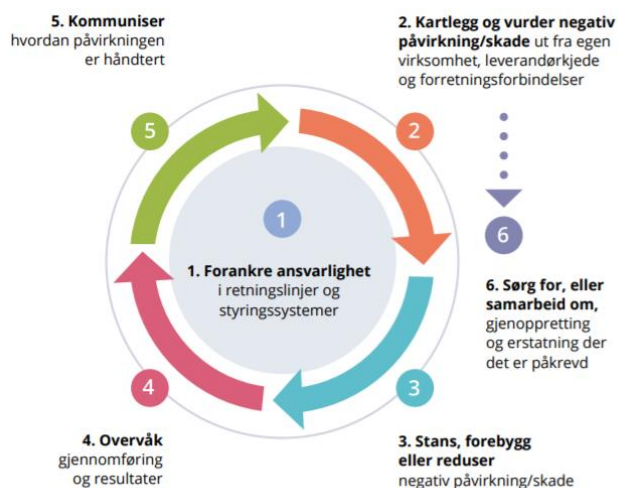 5. Kommuniser
hvordan påvirkningen
er håndtert
2. Kartlegg og vurder negativ
påvirkning/skade ut fra egen
virksomhet, leverandørkjede
og forretningsforbindelser
5
2
1
6
1. Forankre ansvarlighet
i retningslinjer og
styringssystemer
6. Sørg for, eller
samarbeid om,
gjenoppretting
og erstatning der
det er påkrevd
4
3
4. Overvåk
gjennomføring
og resultater
3. Stans, forebygg
eller reduser
negativ påvirkning/skade